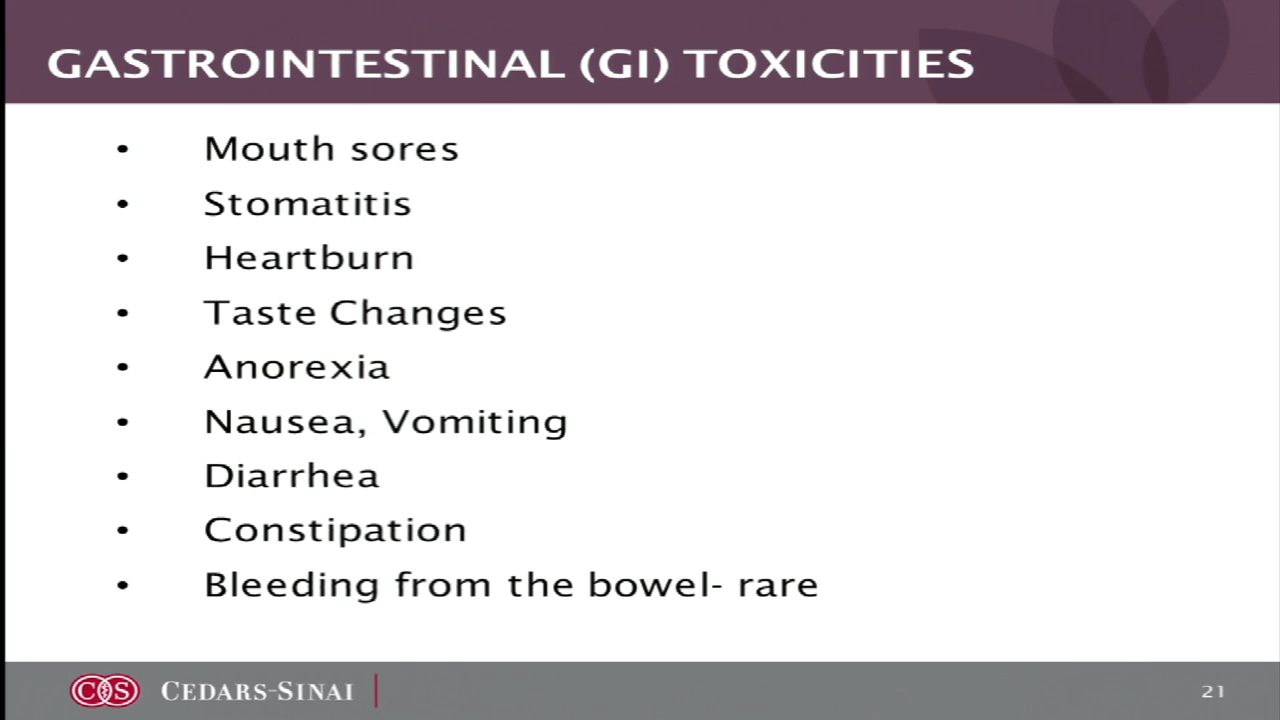 GASTROINTESTINAL (GI) TOXICITIES
• Mouth sores
• Stomatitis
• Heartburn
• Taste Changes
• Anorexia
• Nausea, Vomiting
• Diarrhea
• Constipation
• Bleeding from the bowel- rare
CS CEDARS-SINAI
21